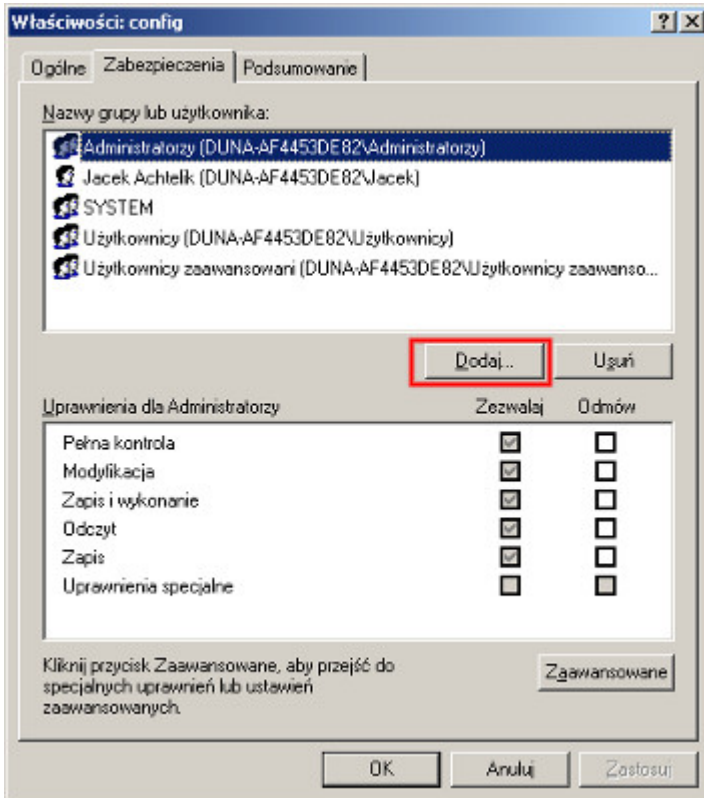 Właściwości: config
Ogólne Zabezpieczenia Podsumowanie
Nazwy grupy lub użytkownika:
Administratorzy (DUNA-AF4453DE82\Administratorzy)
Jacek Achtelik (DUNA-AF4453DE82\Jacek)
SYSTEM
Użytkownicy (DUNA-AF4453DE82\Użytkownicy)
Użytkownicy zaawansowani (DUNA-AF4453DE82\Użytkownicy zaawanso...
Dodaj... Usuń
Uprawnienia dla Administratorzy Zezwalaj Odmów
Pełna kontrola
Modyfikacja
Zapis i wykonanie
Odczyt
Zapis
Uprawnienia specjalne
Kliknij przycisk Zaawansowane, aby przejść do
specjalnych uprawnień lub ustawień
zaawansowanych.
Zaawansowane
OK Anuluj Zastosuj